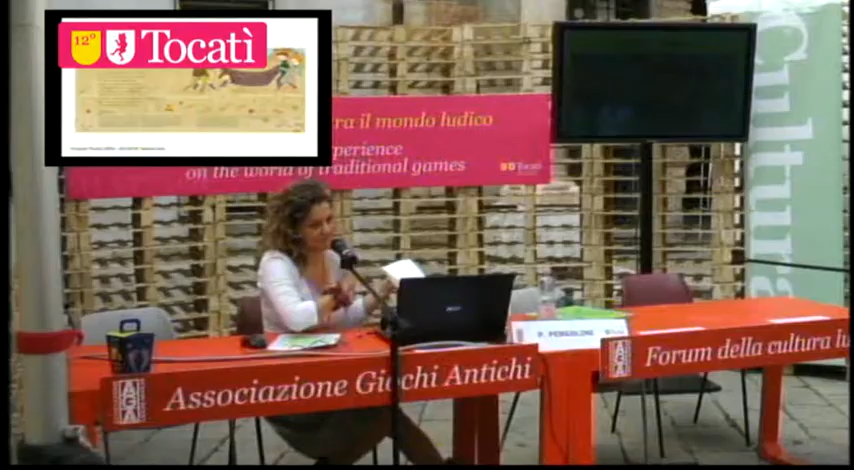 12º Tocatì
ra il mondo ludico
xperience
on the world of traditional games
Tocatì
Cultura
P. PERGOLINI
AGA
Associazione Giochi Antichi
AGA
Forum della cultura lu